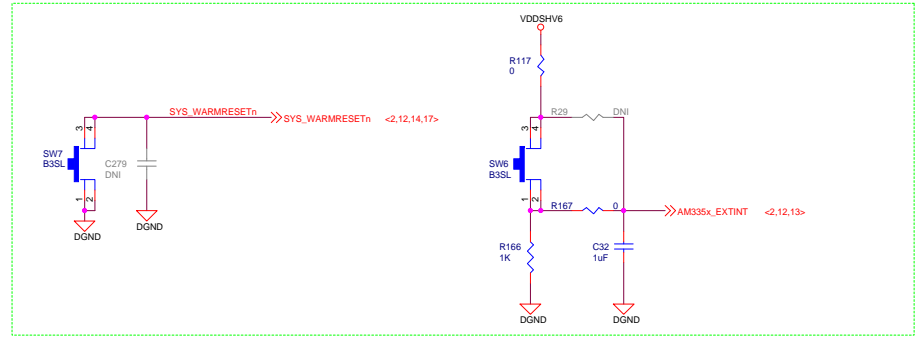 VDDSHV6
R117
0
R29
DNI
SYS_WARMRESETn
SYS_WARMRESETn <2,12,14,17>
3
4
3
4
SW7
B3SL
C279
DNI
SW6
B3SL
1
2
1
2
R167
0
AM335x_EXTINT <2,12,13>
DGND
DGND
R166
1K
C32
1uF
DGND
DGND